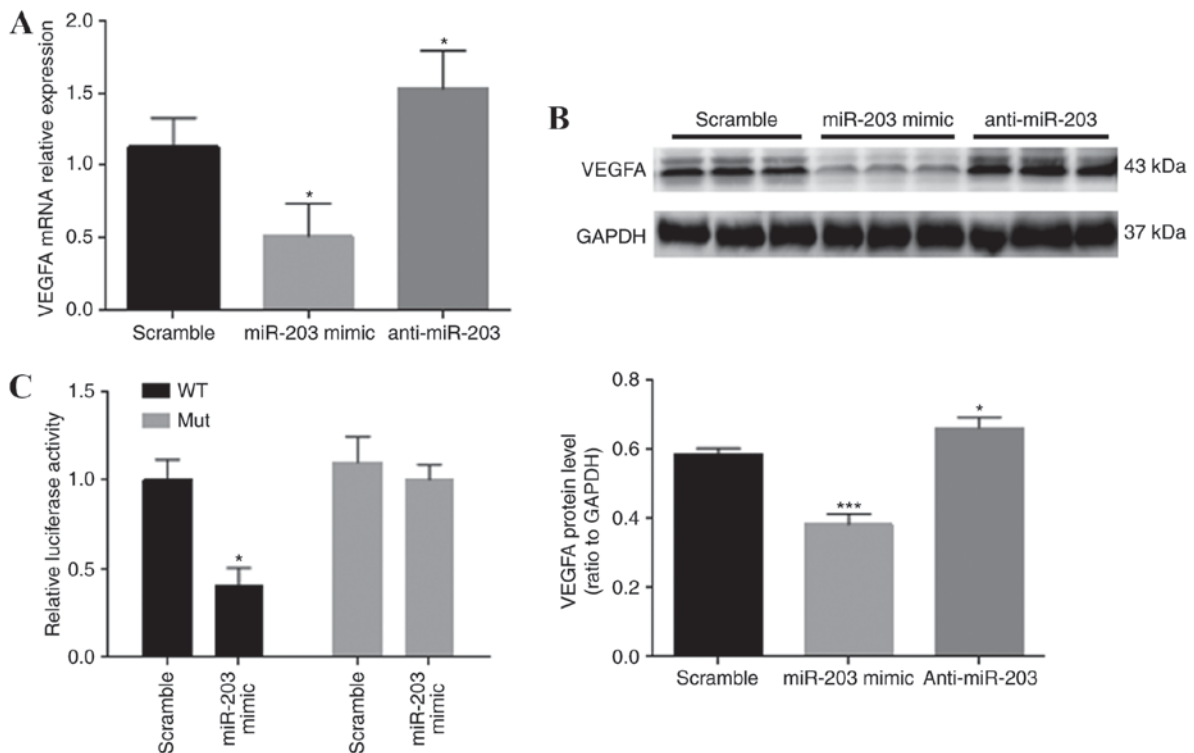 A
VEGFA mRNA relative expression
2.0
1.5
1.0
0.5
0.0
*
*
Scramble
miR-203 mimic
anti-miR-203
B
Scramble
miR-203 mimic
anti-miR-203
VEGFA
43 kDa
GAPDH
37 kDa
C
WT
Mut
Relative luciferase activity
1.5
1.0
0.5
0.0
*
Scramble
miR-203
mimic
Scramble
miR-203
mimic
VEGFA protein level
(ratio to GAPDH)
0.8
0.6
0.4
0.2
0.0
***
*
Scramble
miR-203 mimic
Anti-miR-203